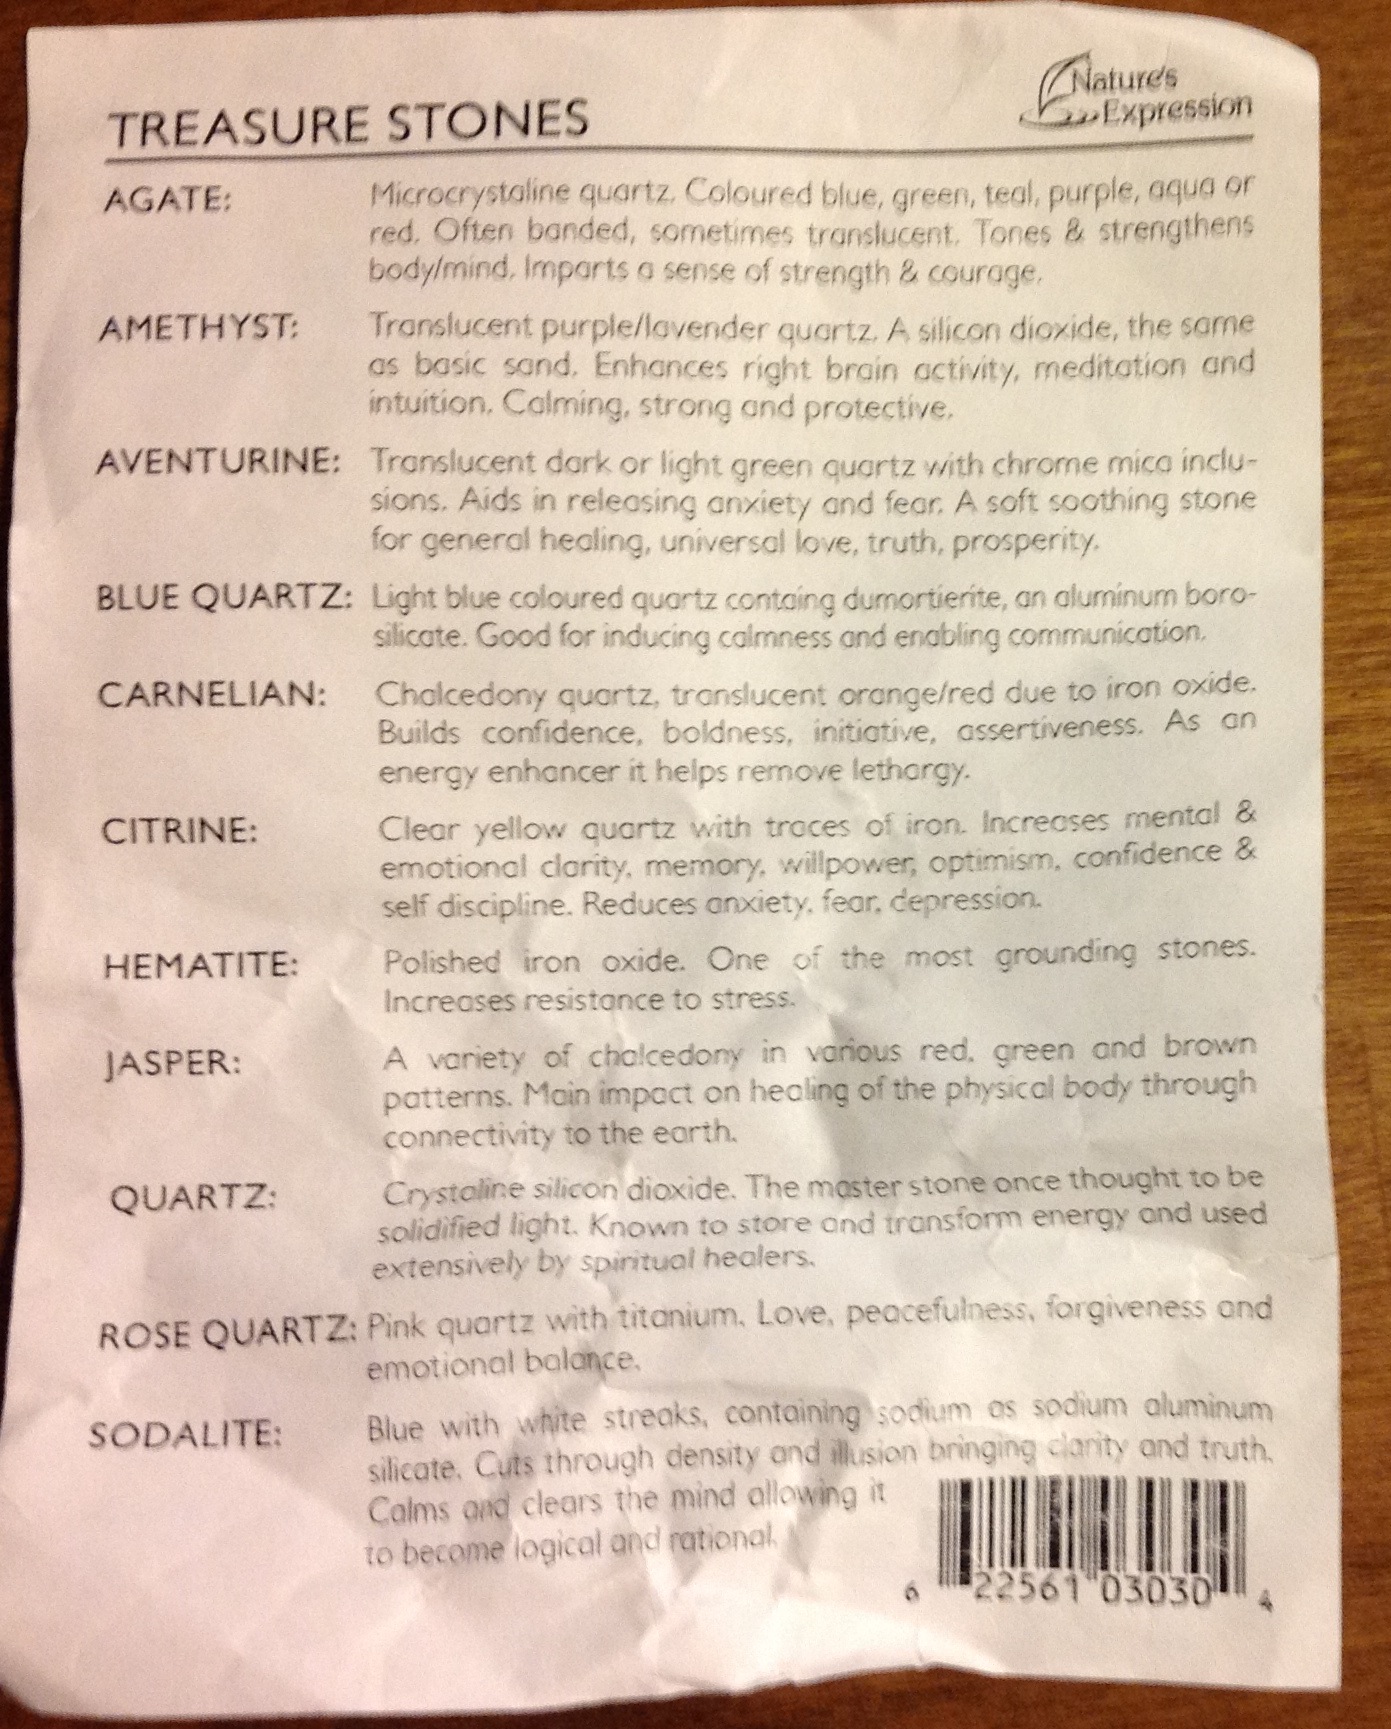 Nature's
Expression
TREASURE STONES
AGATE: Microcrystaline quartz. Coloured blue, green, teal, purple, aqua or
red. Often banded, sometimes translucent. Tones & strengthens
body/mind. Imparts a sense of strength & courage.
AMETHYST: Translucent purple/lavender quartz. A silicon dioxide, the same
as basic sand. Enhances right brain activity, meditation and
intuition. Calming, strong and protective.
AVENTURINE: Translucent dark or light green quartz with chrome mica inclu-
sions. Aids in releasing anxiety and fear. A soft soothing stone
for general healing, universal love, truth, prosperity.
BLUE QUARTZ: Light blue coloured quartz containg dumortierite, an aluminum boro-
silicate. Good for inducing calmness and enabling communication.
CARNELIAN: Chalcedony quartz, translucent orange/red due to iron oxide.
Builds confidence, boldness, initiative, assertiveness. As an
energy enhancer it helps remove lethargy.
CITRINE: Clear yellow quartz with traces of iron. Increases mental &
emotional clarity, memory, willpower, optimism, confidence &
self discipline. Reduces anxiety, fear, depression.
HEMATITE: Polished iron oxide. One of the most grounding stones.
Increases resistance to stress.
JASPER: A variety of chalcedony in various red, green and brown
patterns. Main impact on healing of the physical body through
connectivity to the earth.
QUARTZ: Crystaline silicon dioxide. The master stone once thought to be
solidified light. Known to store and transform energy and used
extensively by spiritual healers.
ROSE QUARTZ: Pink quartz with titanium. Love, peacefulness, forgiveness and
emotional balance.
SODALITE: Blue with white streaks, containing sodium as sodium aluminum
silicate. Cuts through density and illusion bringing clarity and truth.
Calms and clears the mind allowing it
to become logical and rational.
6 22561 03030 4